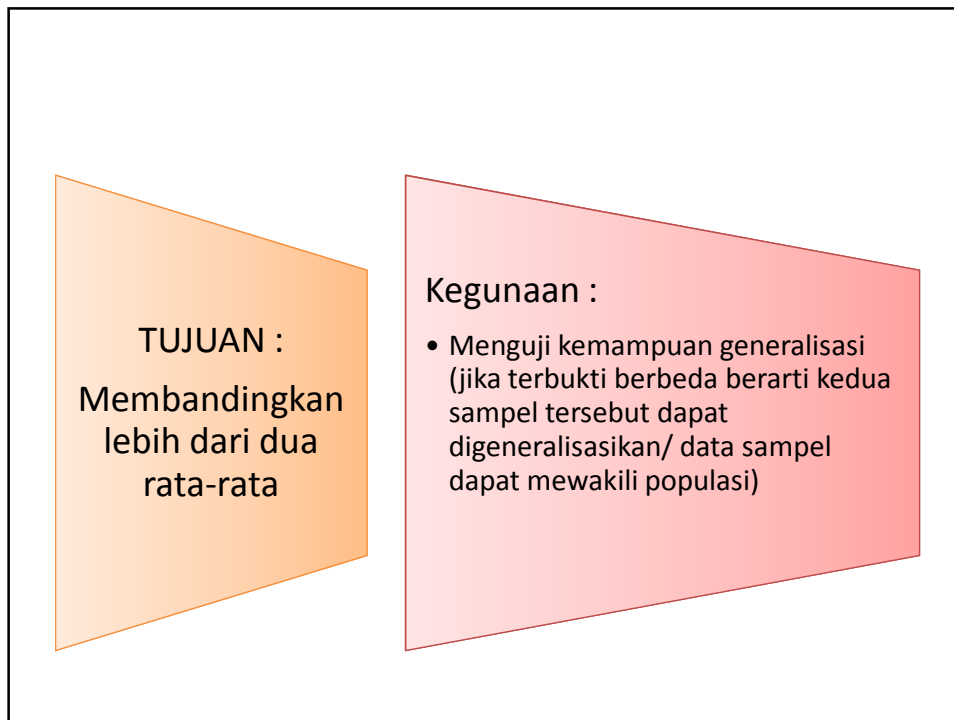 TUJUAN :
Membandingkan
lebih dari dua
rata-rata
Kegunaan :
• Menguji kemampuan generalisasi
(jika terbukti berbeda berarti kedua
sampel tersebut dapat
digeneralisasikan/ data sampel
dapat mewakili populasi)